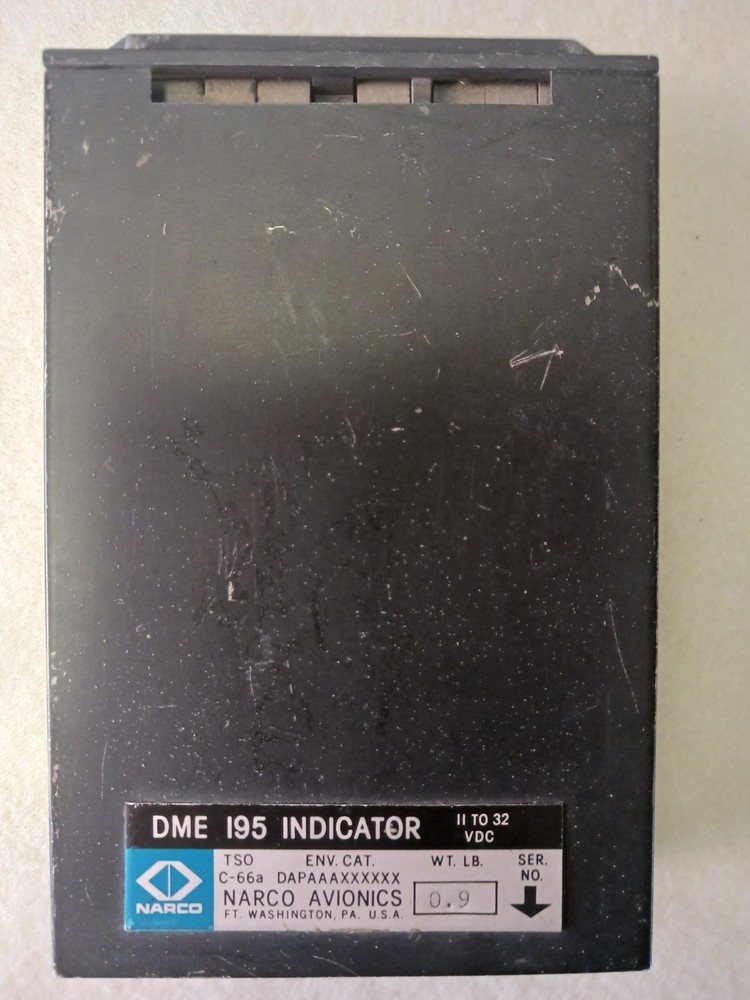 DME 195 INDICATOR 11 TO 32 VDC
TSO ENV. CAT. WT. LB. SER. NO.
C-66a DAPAAAXXXXXX
NARCO AVIONICS 0.9
FT. WASHINGTON, PA. U.S.A.
NARCO